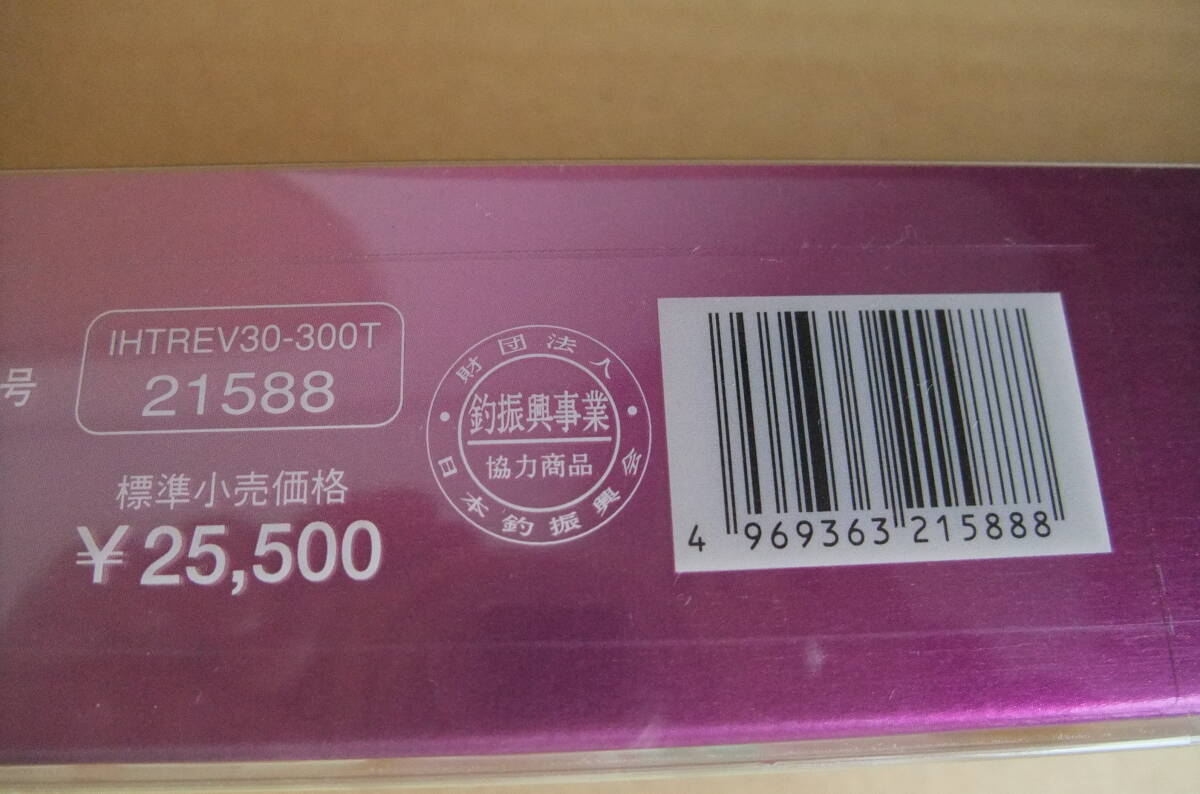 号
IHTREV30-300T
21588
標準小売価格
¥25,500
財団法人
釣振興事業
協力商品
日本釣振興会
4 969363 215888